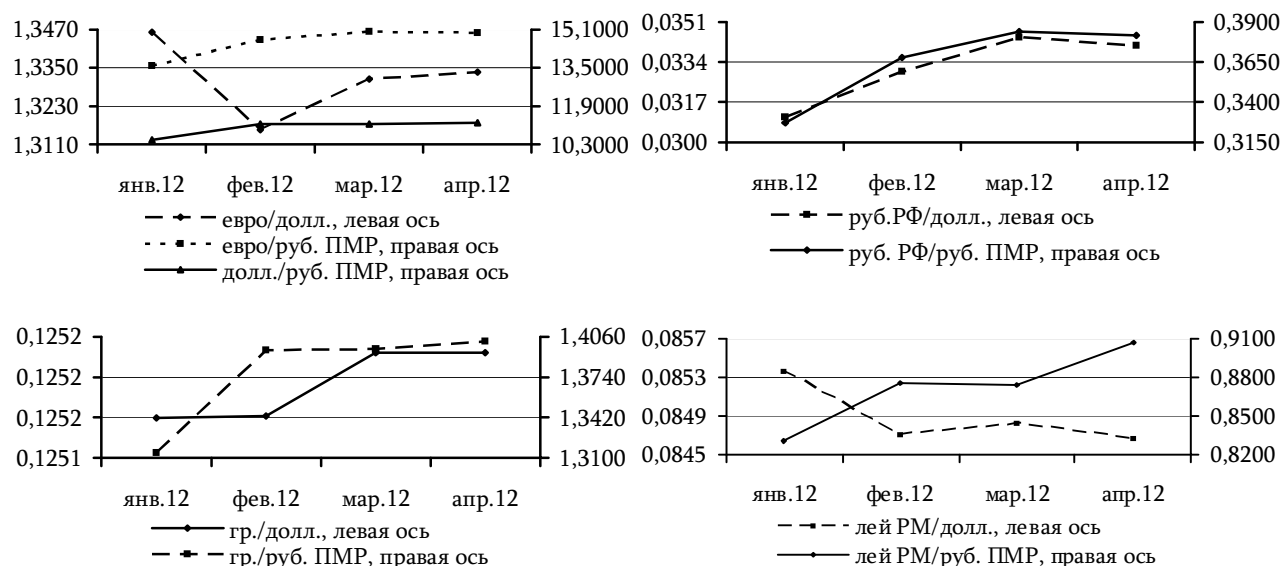 1,3470
1,3350
1,3230
1,3110
15,1000
13,5000
11,9000
10,3000
янв.12 фев.12 мар.12 апр.12
евро/долл., левая ось
евро/руб. ПМР, правая ось
долл./руб. ПМР, правая ось
0,0351
0,0334
0,0317
0,0300
0,3900
0,3650
0,3400
0,3150
янв.12 фев.12 мар.12 апр.12
руб.РФ/долл., левая ось
руб. РФ/руб. ПМР, правая ось
0,1252
0,1252
0,1252
0,1251
1,4060
1,3740
1,3420
1,3100
янв.12 фев.12 мар.12 апр.12
гр./долл., левая ось
гр./руб. ПМР, правая ось
0,0857
0,0853
0,0849
0,0845
0,9100
0,8800
0,8500
0,8200
янв.12 фев.12 мар.12 апр.12
лей РМ/долл., левая ось
лей РМ/руб. ПМР, правая ось